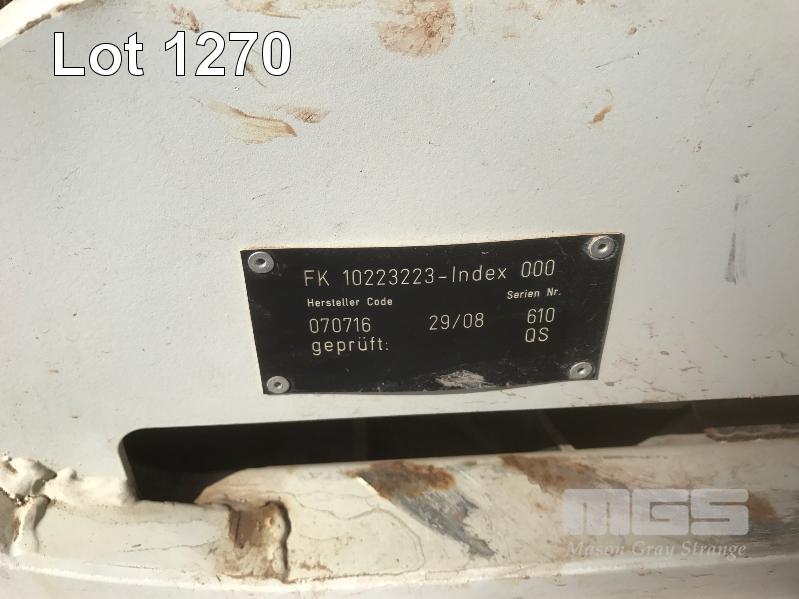 Lot 1270
FK 10223223-Index 000
Hersteller Code Serien Nr.
070716 29/08 610
geprüft: QS
MGS
Mason Gray Strange